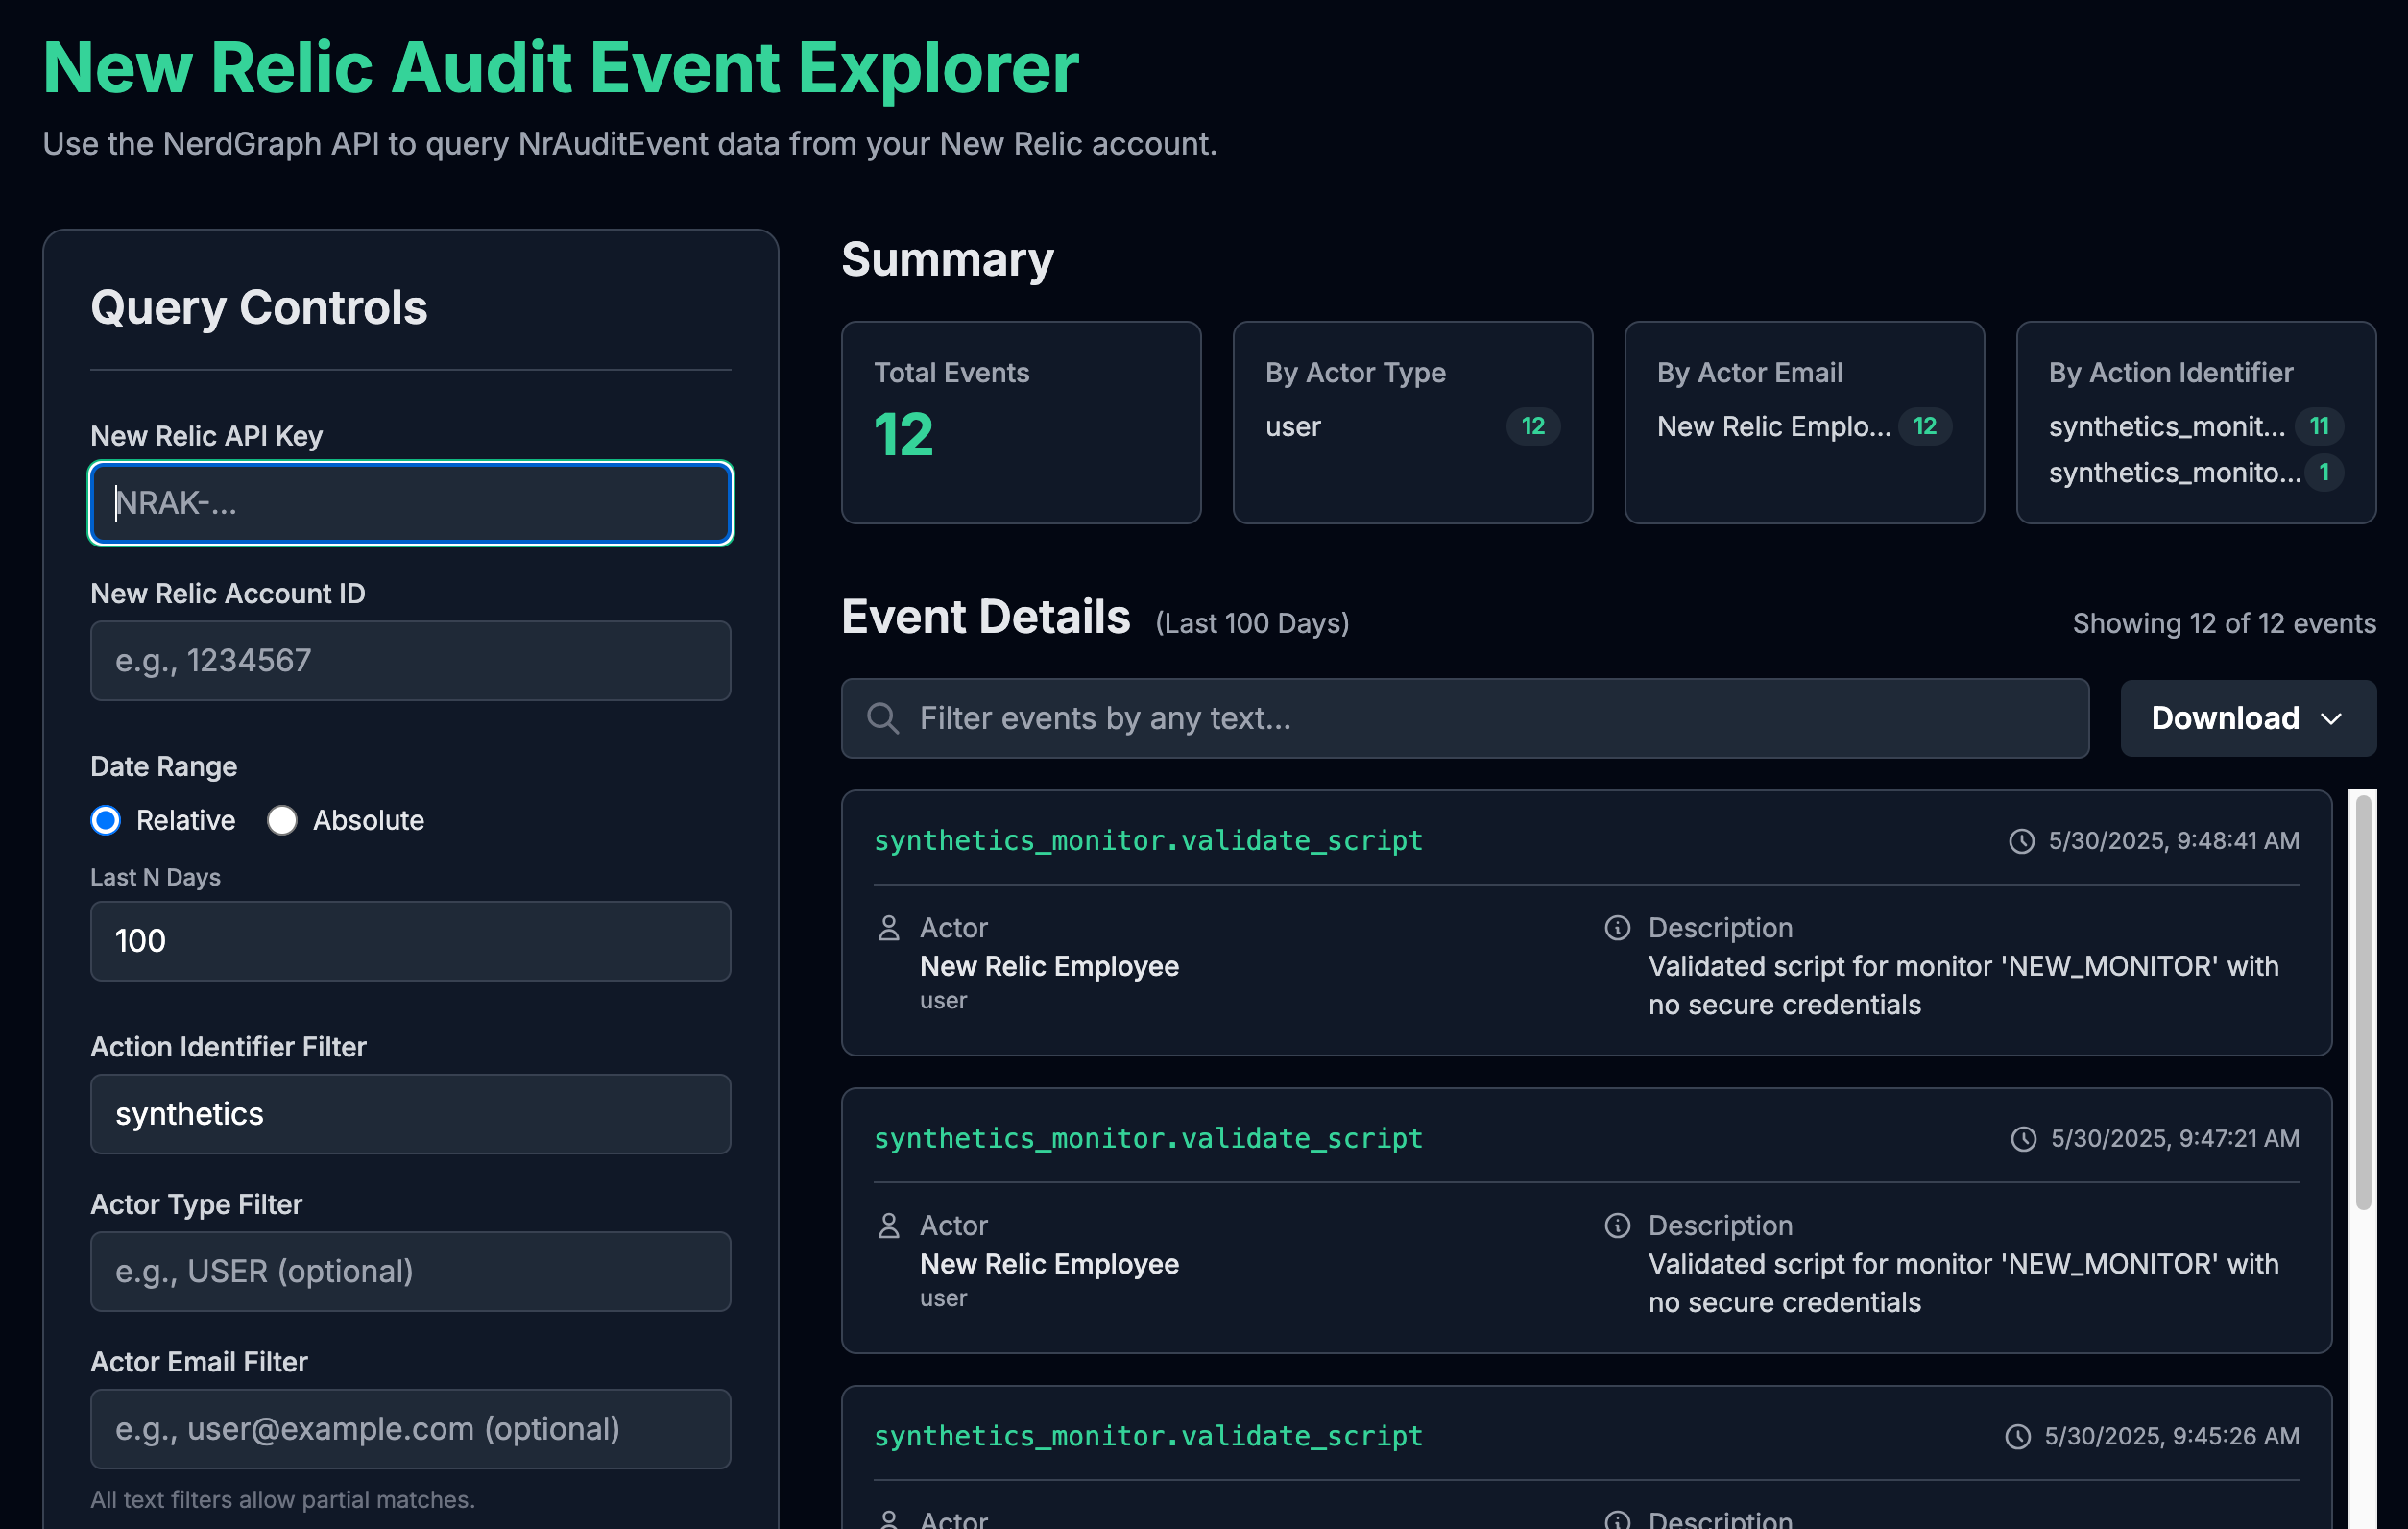 New Relic Audit Event Explorer
Use the NerdGraph API to query NrAuditEvent data from your New Relic account.
Query Controls
New Relic API Key
NRAK-...
New Relic Account ID
e.g., 1234567
Date Range
Relative
Absolute
Last N Days
100
Action Identifier Filter
synthetics
Actor Type Filter
e.g., USER (optional)
Actor Email Filter
e.g., user@example.com (optional)
All text filters allow partial matches.
Summary
Total Events
12
By Actor Type
user 12
By Actor Email
New Relic Emplo... 12
By Action Identifier
synthetics_monit... 11
synthetics_monito... 1
Event Details (Last 100 Days)
Showing 12 of 12 events
Filter events by any text...
Download
synthetics_monitor.validate_script
5/30/2025, 9:48:41 AM
Actor
New Relic Employee
user
Description
Validated script for monitor 'NEW_MONITOR' with
no secure credentials
synthetics_monitor.validate_script
5/30/2025, 9:47:21 AM
Actor
New Relic Employee
user
Description
Validated script for monitor 'NEW_MONITOR' with
no secure credentials
synthetics_monitor.validate_script
5/30/2025, 9:45:26 AM
Actor
Description